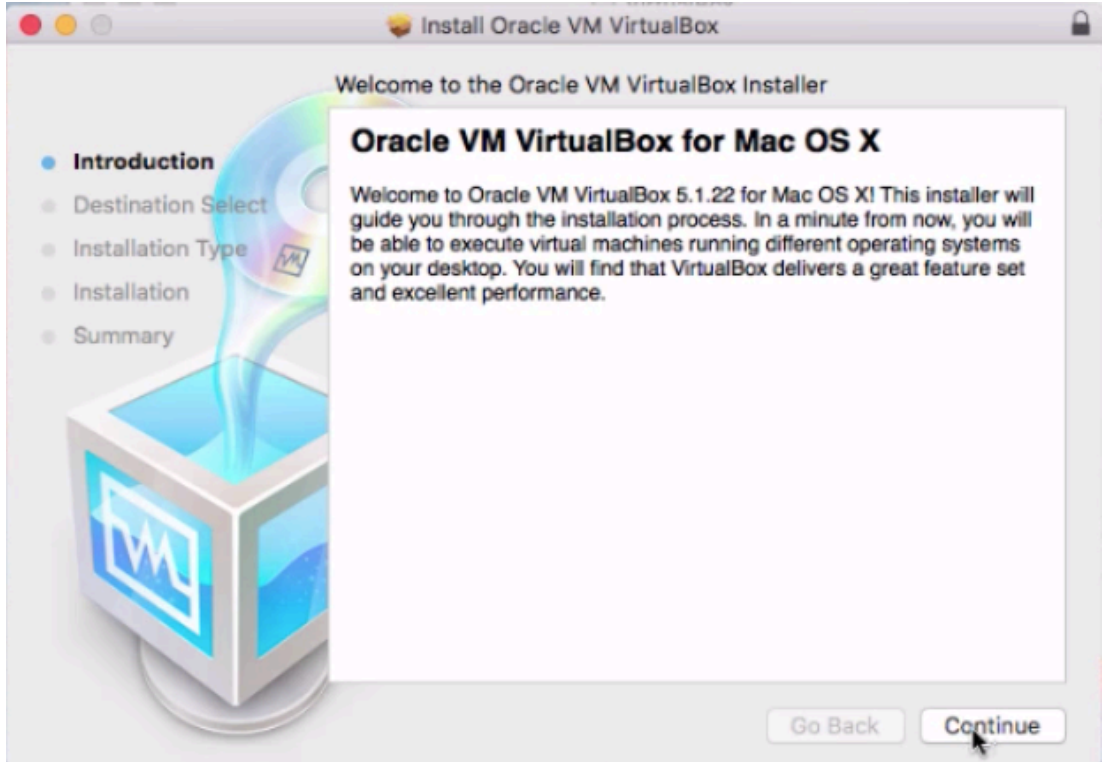 Install Oracle VM VirtualBox
Welcome to the Oracle VM VirtualBox Installer
Introduction
Destination Select
Installation Type
Installation
Summary
Oracle VM VirtualBox for Mac OS X
Welcome to Oracle VM VirtualBox 5.1.22 for Mac OS X! This installer will
guide you through the installation process. In a minute from now, you will
be able to execute virtual machines running different operating systems
on your desktop. You will find that VirtualBox delivers a great feature set
and excellent performance.
Go Back
Continue